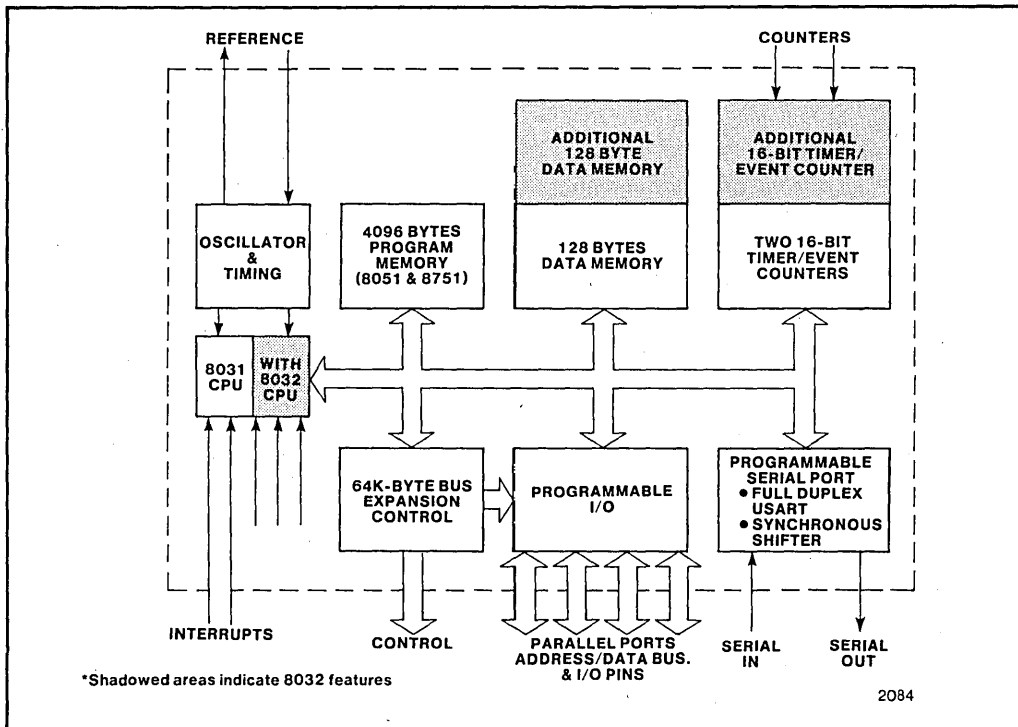 REFERENCE
COUNTERS
ADDITIONAL
128 BYTE
DATA MEMORY
ADDITIONAL
16-BIT TIMER/
EVENT COUNTER
OSCILLATOR
&
TIMING
4096 BYTES
PROGRAM
MEMORY
(8051 & 8751)
128 BYTES
DATA MEMORY
TWO 16-BIT
TIMER/EVENT
COUNTERS
8031
CPU
WITH
8032
CPU
64K-BYTE BUS
EXPANSION
CONTROL
PROGRAMMABLE
I/O
PROGRAMMABLE
SERIAL PORT
• FULL DUPLEX
USART
• SYNCHRONOUS
SHIFTER
INTERRUPTS
CONTROL
PARALLEL PORTS
ADDRESS/DATA BUS.
& I/O PINS
SERIAL
IN
SERIAL
OUT
*Shadowed areas indicate 8032 features
2084